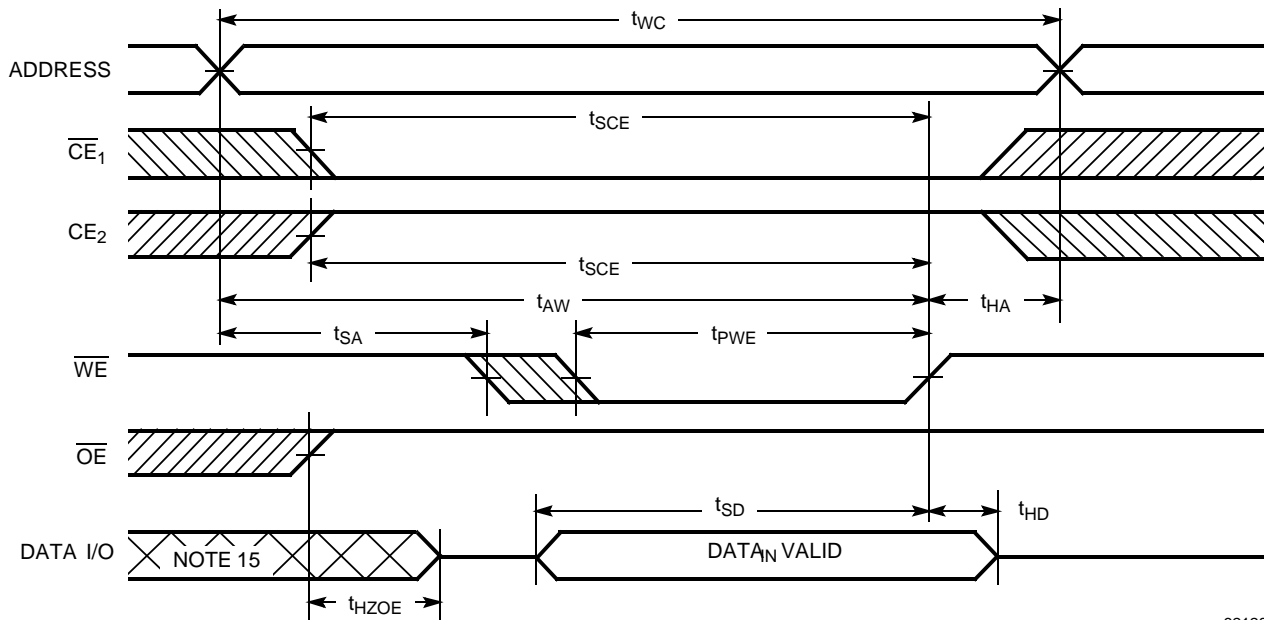 tWC
ADDRESS
tSCE
CE1
CE2
tSCE
tAW
tHA
tSA
tPWE
WE
OE
tSD
tHD
DATA I/O
NOTE 15
DATAIN VALID
tHZOE